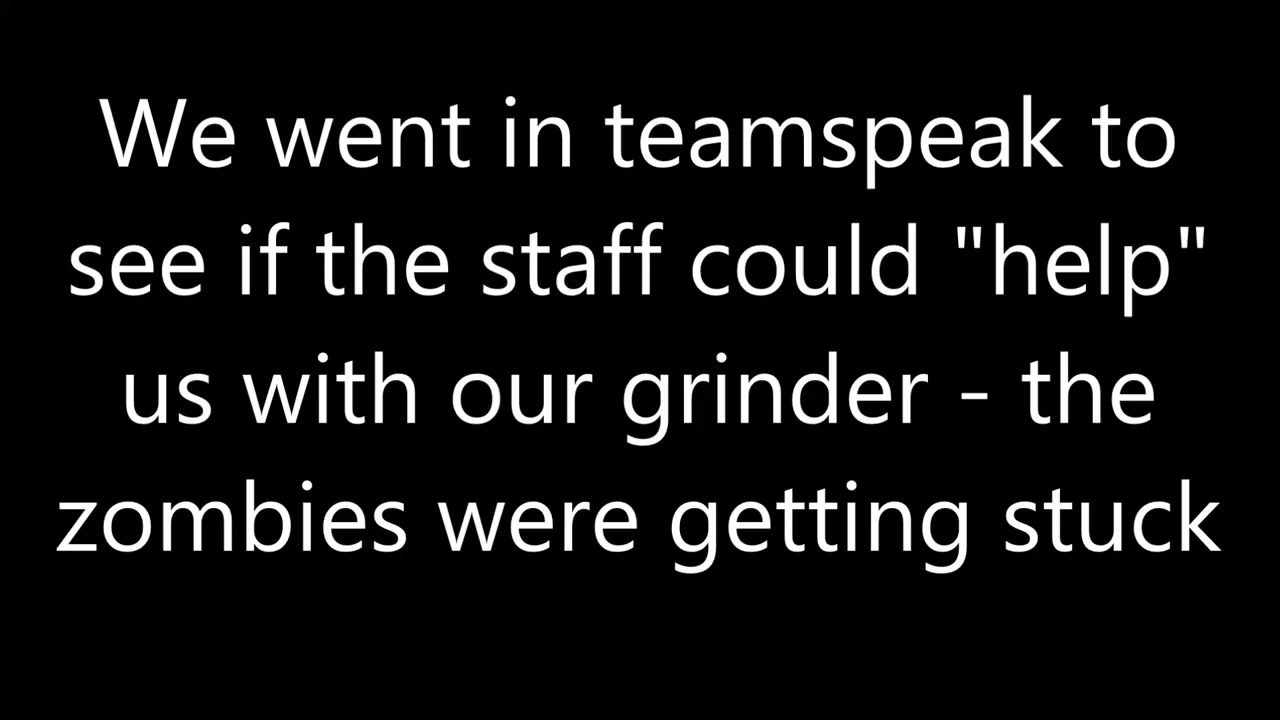 We went in teamspeak to
see if the staff could "help"
us with our grinder - the
zombies were getting stuck